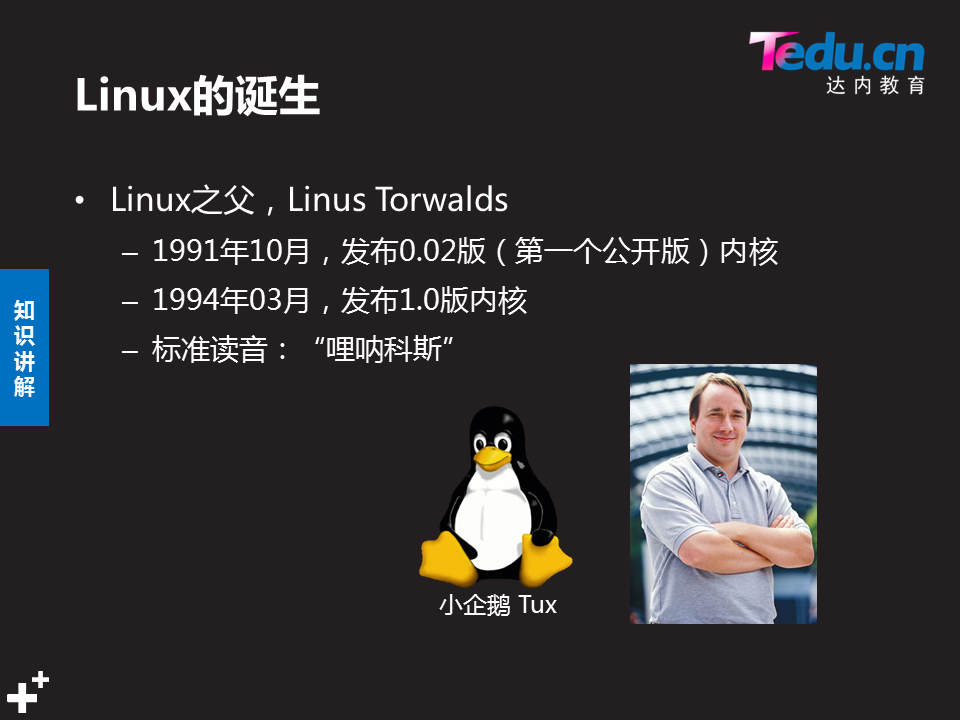 Tedu.cn
达内教育
Linux的诞生
• Linux之父，Linus Torwalds
– 1991年10月，发布0.02版（第一个公开版）内核
– 1994年03月，发布1.0版内核
– 标准读音：“哩呐科斯”
知识讲解
小企鹅 Tux